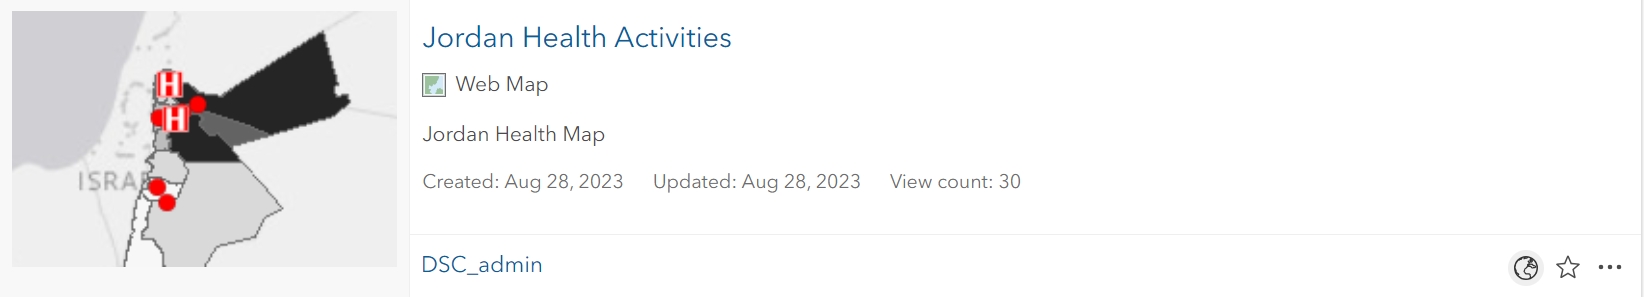 Jordan Health Activities
Web Map
Jordan Health Map
Created: Aug 28, 2023 Updated: Aug 28, 2023 View count: 30
DSC_admin
H
H
ISRA